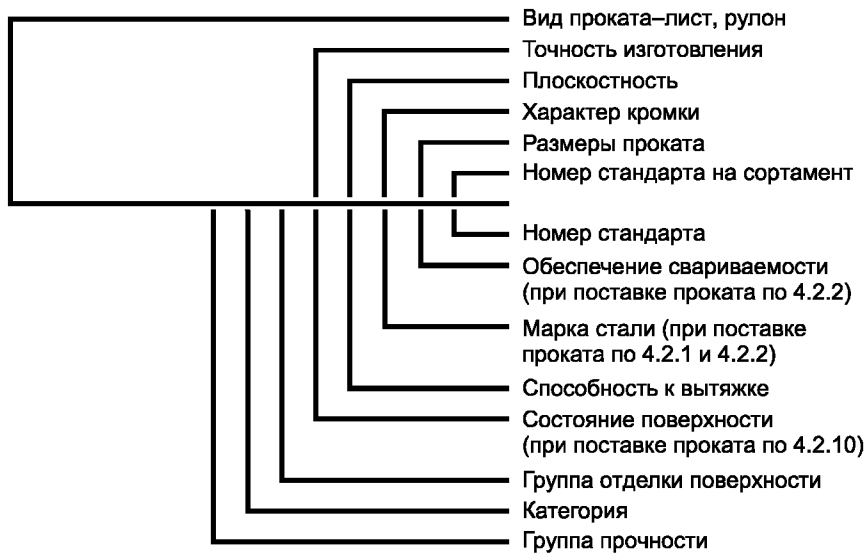 Вид проката–лист, рулон
Точность изготовления
Плоскостность
Характер кромки
Размеры проката
Номер стандарта на сортамент
Номер стандарта
Обеспечение свариваемости
(при поставке проката по 4.2.2)
Марка стали (при поставке
проката по 4.2.1 и 4.2.2)
Способность к вытяжке
Состояние поверхности
(при поставке проката по 4.2.10)
Группа отделки поверхности
Категория
Группа прочности